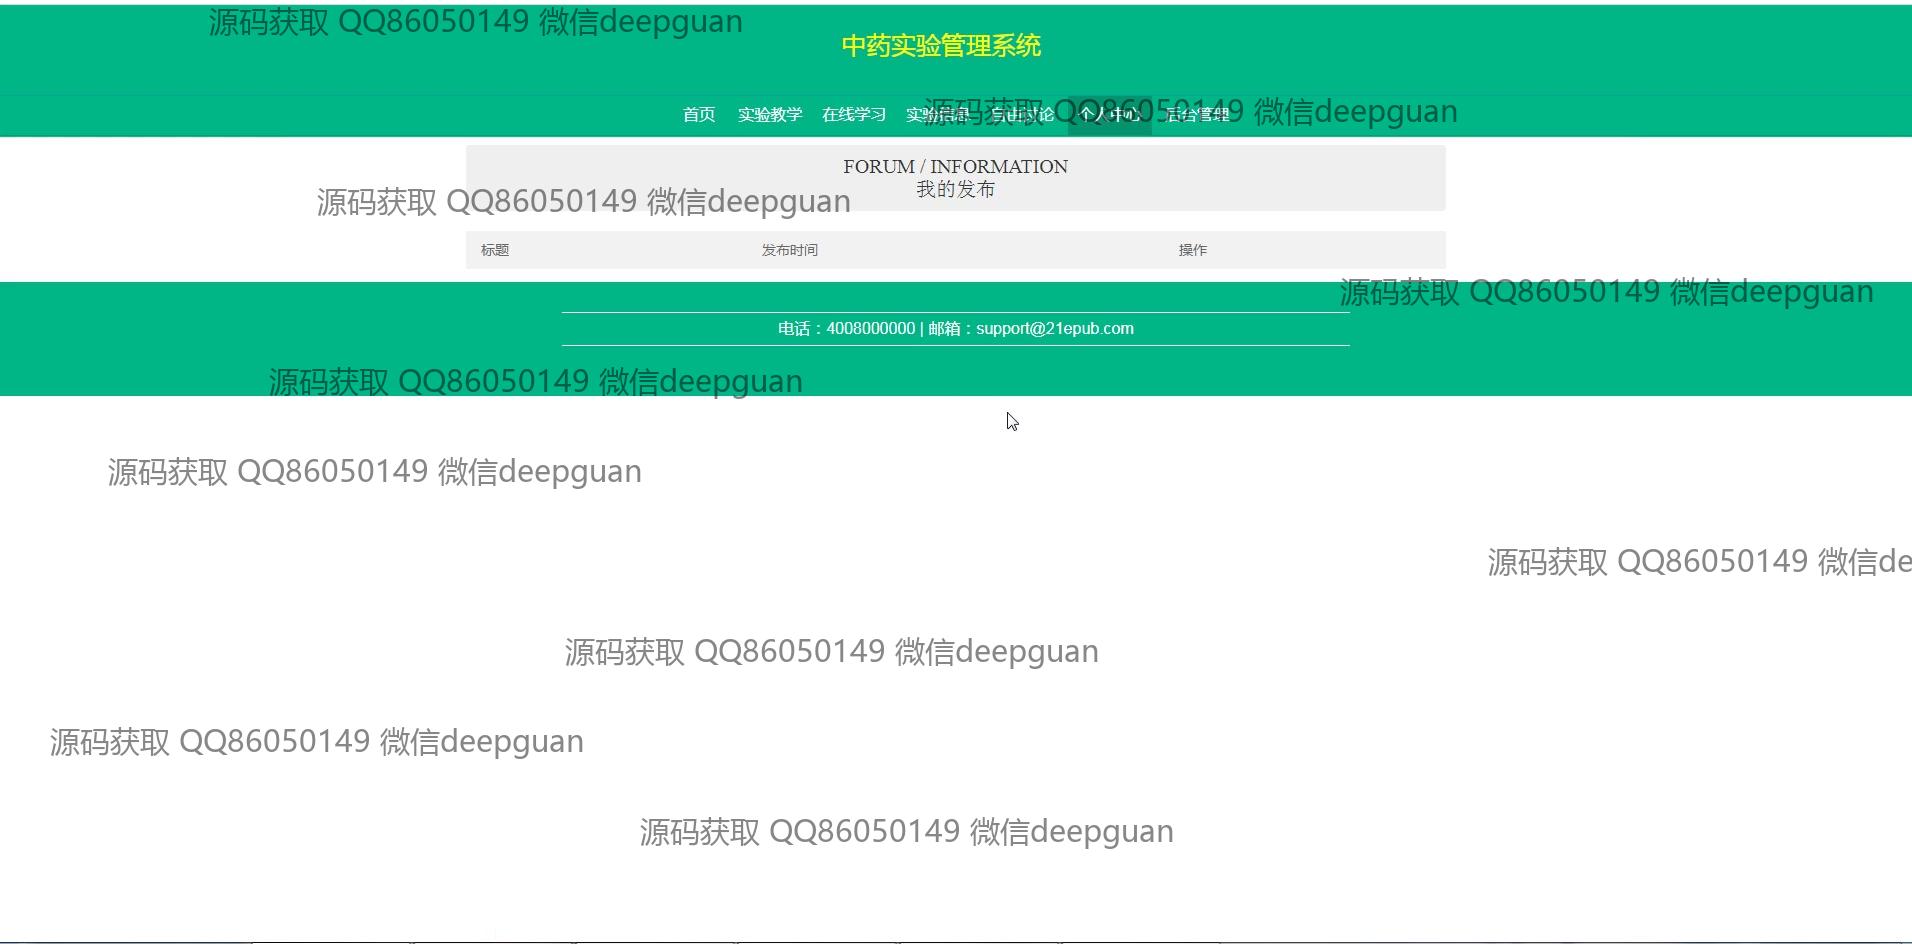 源码获取 QQ86050149 微信deepguan
中药实验管理系统
首页 实验教学 在线学习 实验信息 自由讨论 个人中心 后台管理
源码获取 QQ86050149 微信deepguan
FORUM / INFORMATION
我的发布
源码获取 QQ86050149 微信deepguan
标题 发布时间 操作
源码获取 QQ86050149 微信deepguan
电话：4008000000 | 邮箱：support@21epub.com
源码获取 QQ86050149 微信deepguan
源码获取 QQ86050149 微信deepguan
源码获取 QQ86050149 微信de
源码获取 QQ86050149 微信deepguan
源码获取 QQ86050149 微信deepguan
源码获取 QQ86050149 微信deepguan